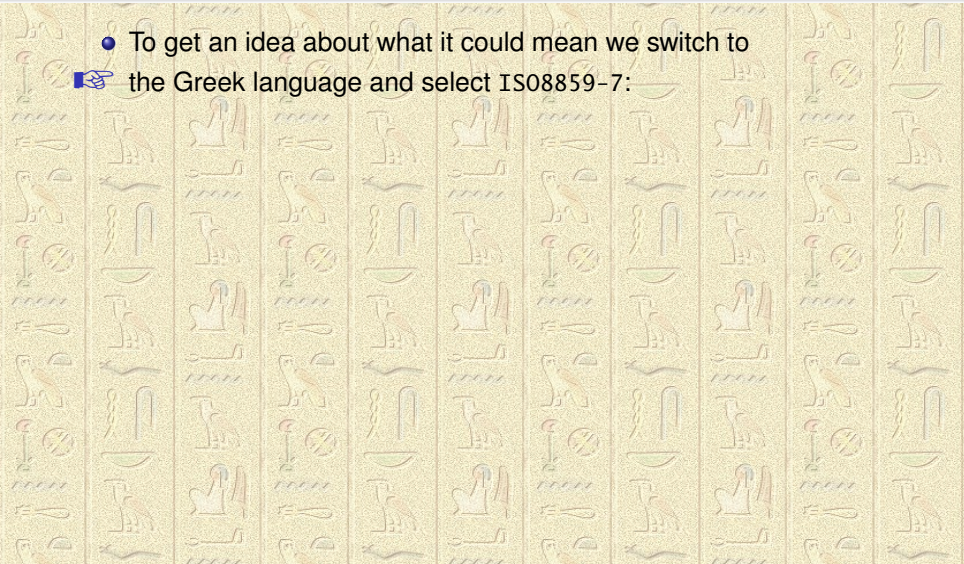 To get an idea about what it could mean we switch to
the Greek language and select ISO8859-7: